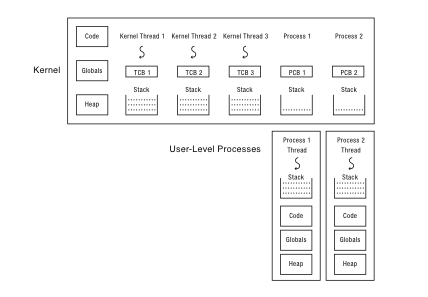 Code
Kernel Thread 1 Kernel Thread 2 Kernel Thread 3 Process 1 Process 2
Kernel
Globals
TCB 1 TCB 2 TCB 3 PCB 1 PCB 2
Stack Stack Stack Stack Stack
Heap
User-Level Processes
Process 1 Process 2
Thread Thread
Stack Stack
Code Code
Globals Globals
Heap Heap